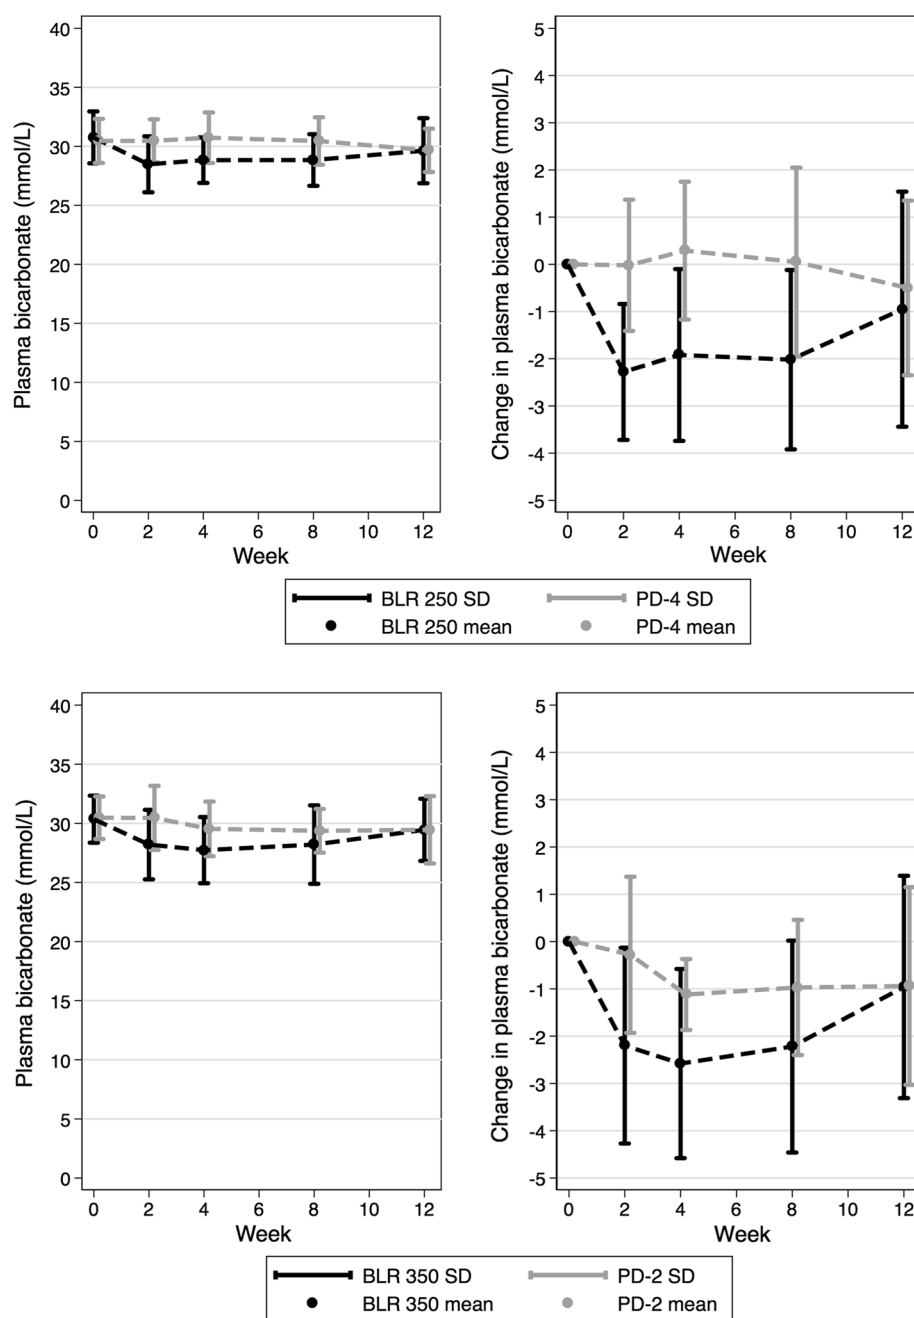 Plasma bicarbonate (mmol/L)
40
35
30
25
20
15
10
5
0
0 2 4 6 8 10 12
Week
Change in plasma bicarbonate (mmol/L)
5
4
3
2
1
0
-1
-2
-3
-4
-5
0 2 4 6 8 10 12
Week
BLR 250 SD PD-4 SD
BLR 250 mean PD-4 mean
Plasma bicarbonate (mmol/L)
40
35
30
25
20
15
10
5
0
0 2 4 6 8 10 12
Week
Change in plasma bicarbonate (mmol/L)
5
4
3
2
1
0
-1
-2
-3
-4
-5
0 2 4 6 8 10 12
Week
BLR 350 SD PD-2 SD
BLR 350 mean PD-2 mean